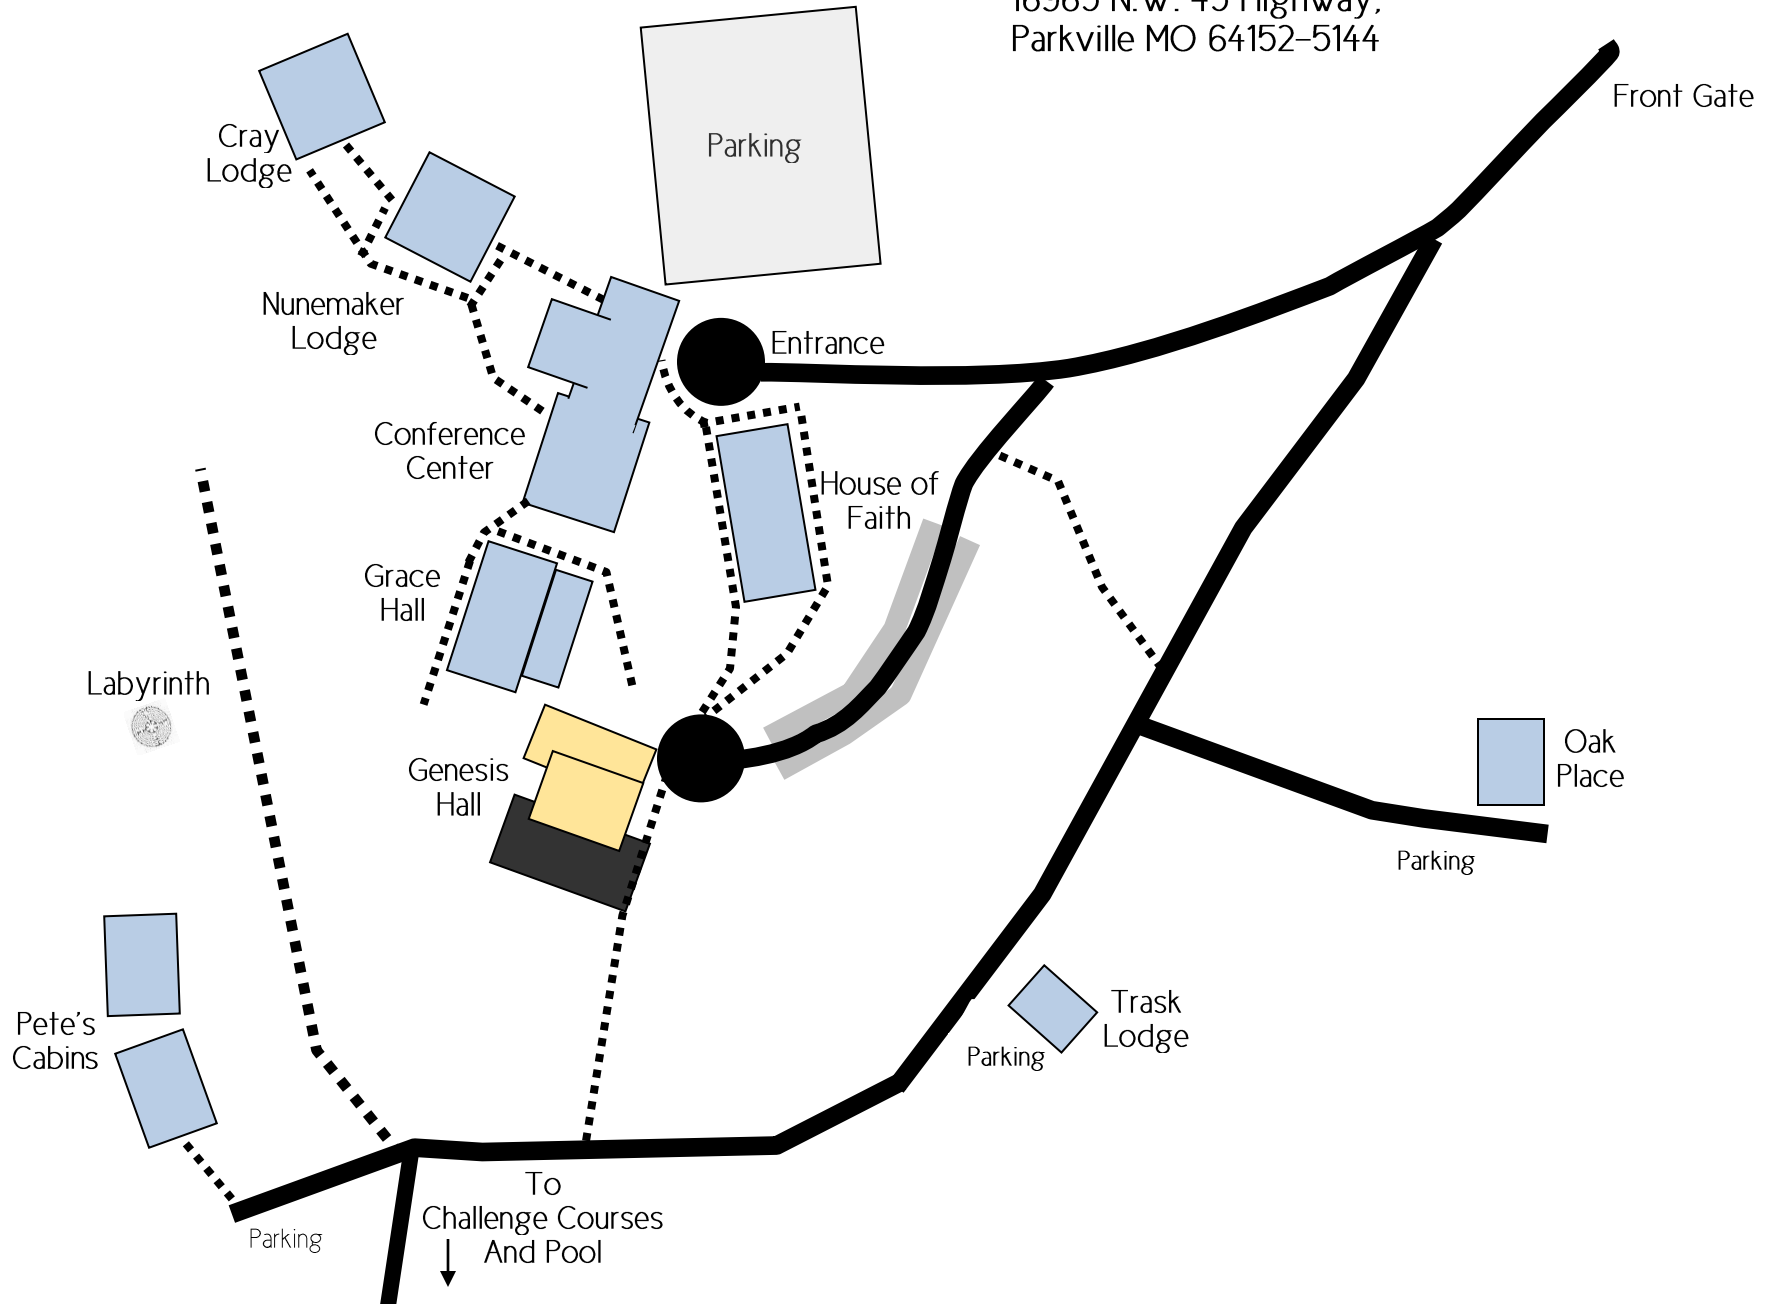 Parkville MO 64152–5144
Front Gate
Cray
Lodge
Parking
Nunemaker
Lodge
Entrance
Conference
Center
House of
Faith
Grace
Hall
Labyrinth
Genesis
Hall
Oak
Place
Parking
Pete's
Cabins
Trask
Lodge
Parking
To
Challenge Courses
And Pool
Parking